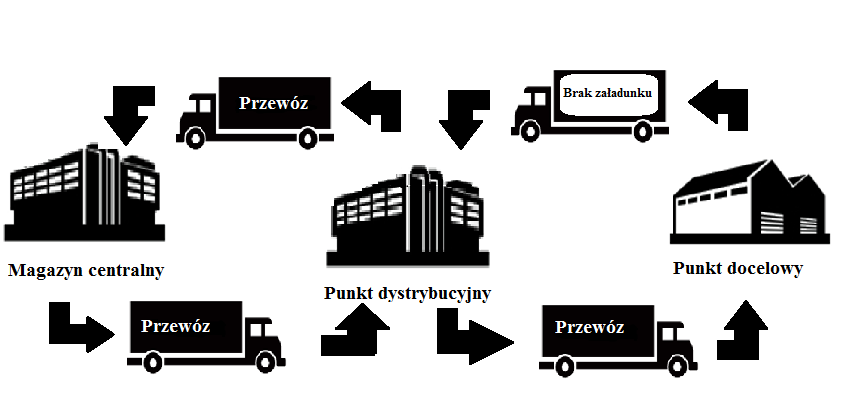 Przewóz
Brak załadunku
Magazyn centralny
Punkt dystrybucyjny
Punkt docelowy
Przewóz
Przewóz